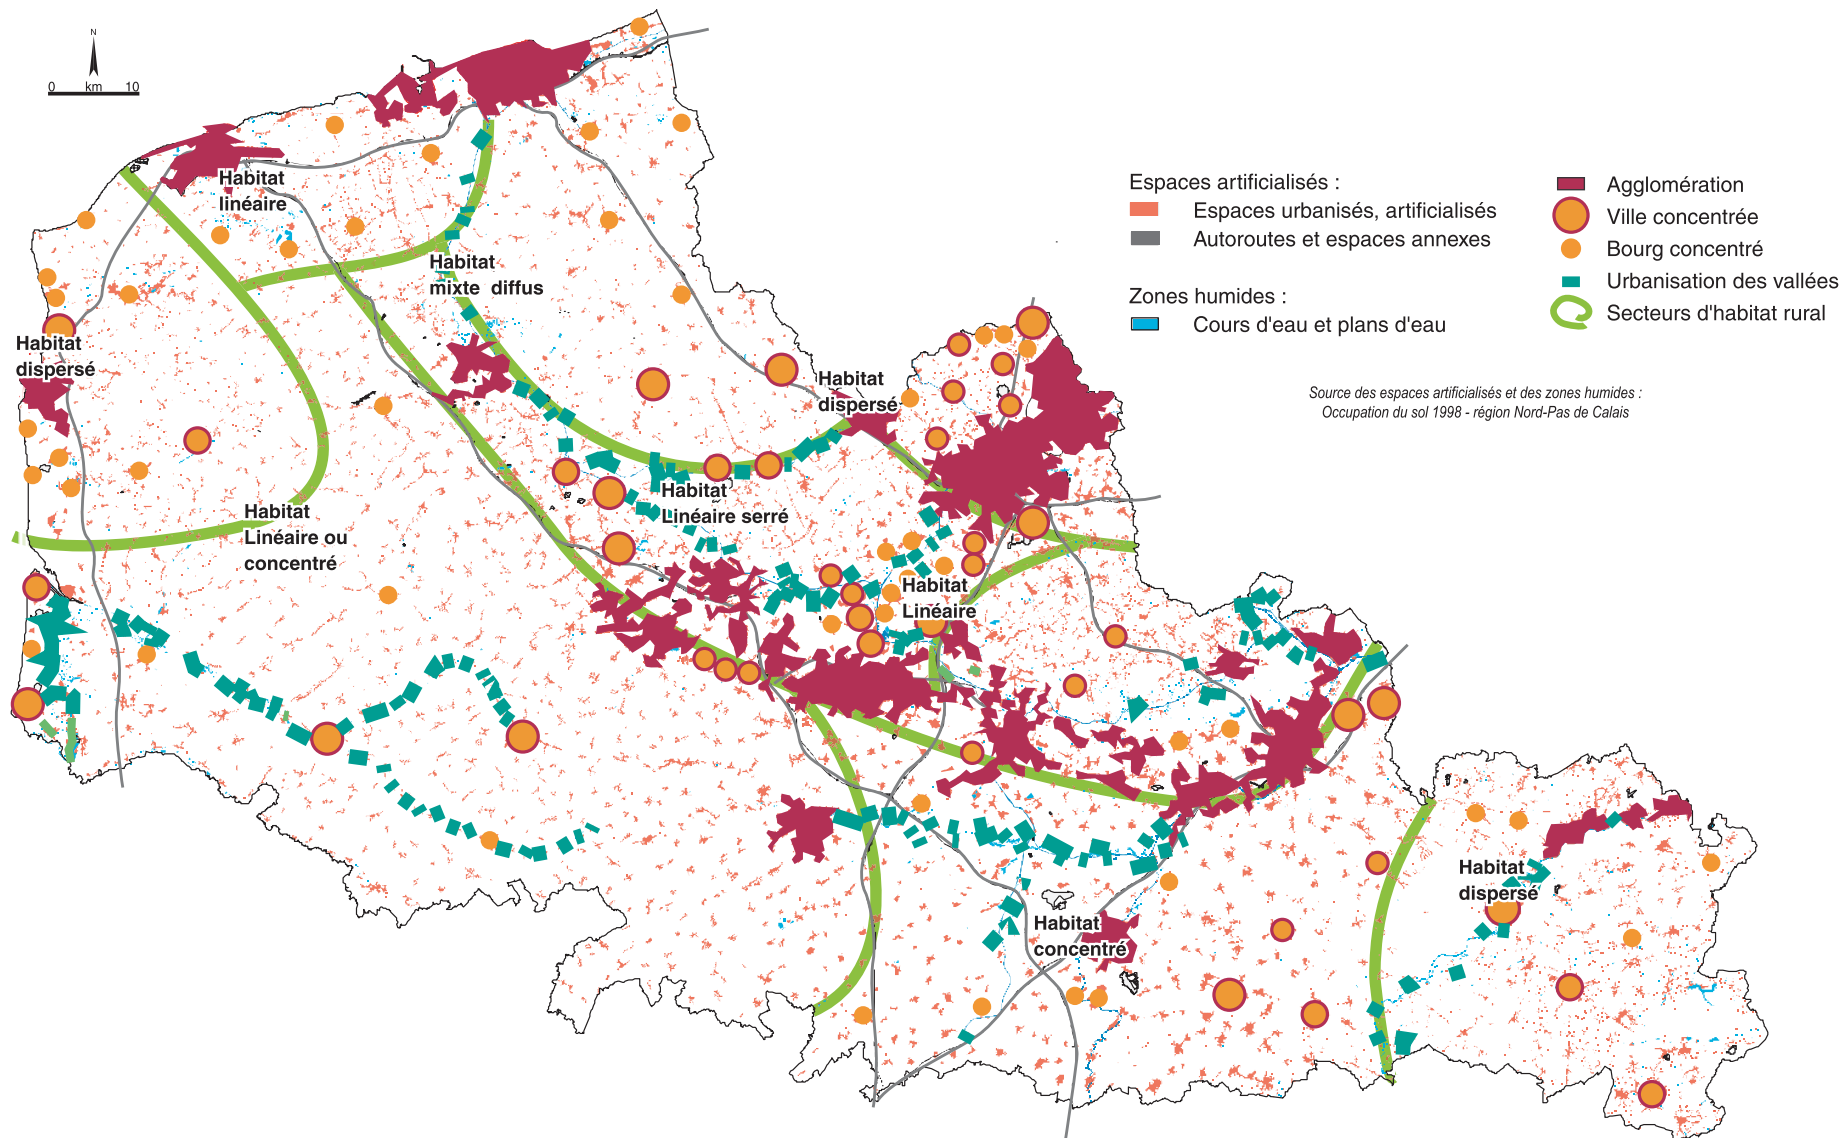 N
0 km 10
Habitat
linéaire
Habitat
mixte diffus
Habitat
dispersé
Habitat
dispersé
Habitat
Linéaire serré
Habitat
Linéaire ou
concentré
Habitat
Linéaire
Habitat
dispersé
Habitat
concentré
Espaces artificialisés :
Espaces urbanisés, artificialisés
Autoroutes et espaces annexes
Zones humides :
Cours d'eau et plans d'eau
Agglomération
Ville concentrée
Bourg concentré
Urbanisation des vallées
Secteurs d'habitat rural
Source des espaces artificialisés et des zones humides :
Occupation du sol 1998 - région Nord-Pas de Calais